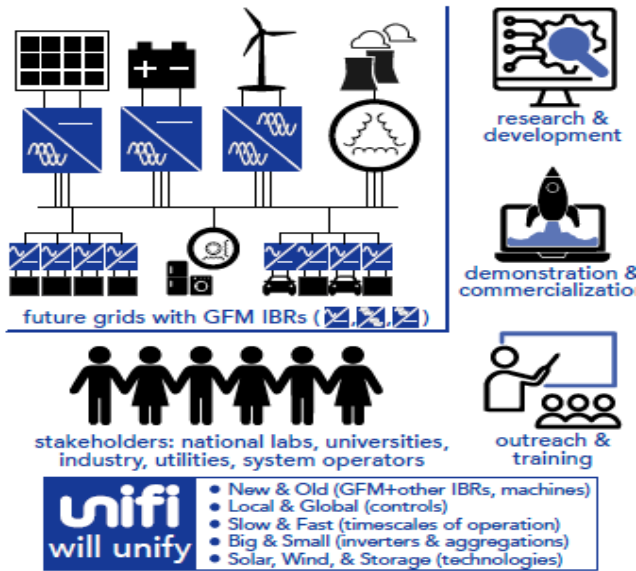 research &
development
demonstration &
commercialization
future grids with GFM IBRs ( , , )
stakeholders: national labs, universities,
industry, utilities, system operators
outreach &
training
unifi
will unify
• New & Old (GFM+other IBRs, machines)
• Local & Global (controls)
• Slow & Fast (timescales of operation)
• Big & Small (inverters & aggregations)
• Solar, Wind, & Storage (technologies)